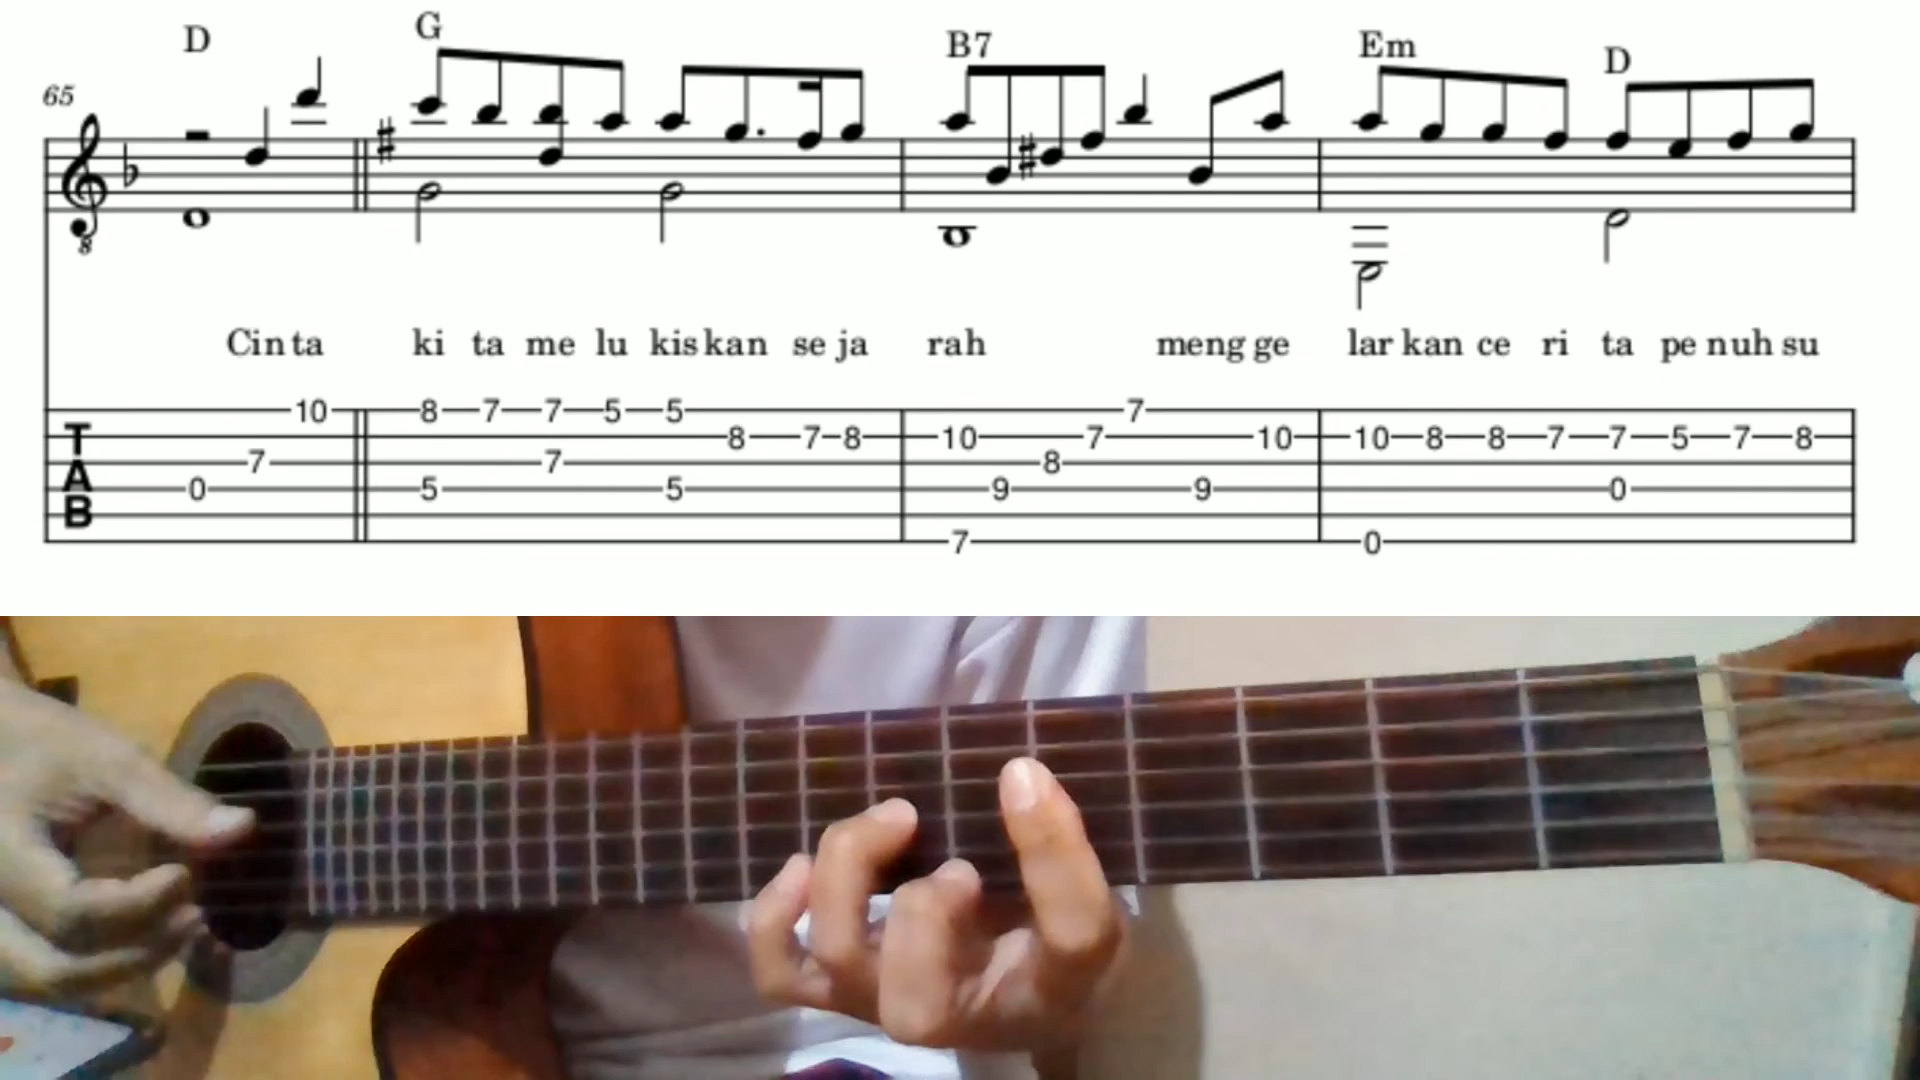 D G B7 Em D
65
8
Cin ta ki ta me lu kis kan se ja rah meng ge lar kan ce ri ta pe nuh su
10 8 7 7 5 5 7
8 7 8 10 7 10 10 8 8 7 7 5 7 8
7 7 8
0 5 5 9 9 0
7 0
TAB